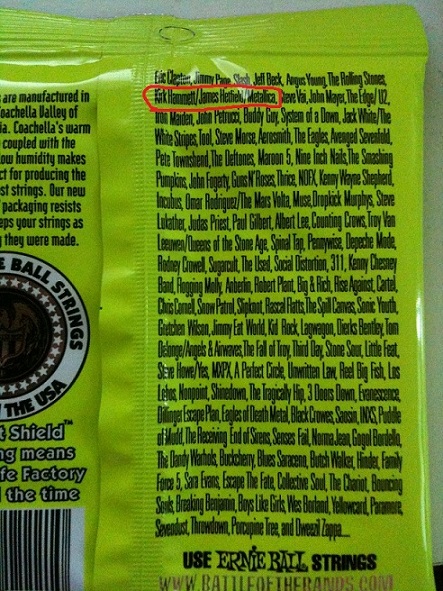 Eric Clapton, Jimmy Page, Slash, Jeff Beck, Angus Young, The Rolling Stones,
Kirk Hammett/James Hetfield/Metallica, Steve Vai, John Mayer, The Edge/U2,
Iron Maiden, John Petrucci, Buddy Guy, System of a Down, Jack White/The
White Stripes, Tool, Steve Morse, Aerosmith, The Eagles, Avenged Sevenfold,
Pete Townshend, The Deftones, Maroon 5, Nine Inch Nails, The Smashing
Pumpkins, John Fogerty, Guns N' Roses, Thrice, NOFX, Kenny Wayne Shepherd,
Incubus, Omar Rodriguez/The Mars Volta, Muse, Dropkick Murphys, Steve
Lukather, Judas Priest, Paul Gilbert, Albert Lee, Counting Crows, Troy Van
Leeuwen/Queens of the Stone Age, Spinal Tap, Pennywise, Depeche Mode,
Rodney Crowell, Sugarcult, The Used, Social Distortion, 311, Kenny Chesney
Band, Flogging Molly, Anberlin, Robert Plant, Big & Rich, Rise Against, Cartel,
Chris Cornell, Snow Patrol, Slipknot, Rascal Flatts, The Spill Canvas, Sonic Youth,
Gretchen Wilson, Jimmy Eat World, Kid Rock, Lagwagon, Dierks Bentley, Tom
Delonge/Angels & Airwaves, The Fall of Troy, Third Day, Stone Sour, Little Feat,
Steve Howe/Yes, MXPX, A Perfect Circle, Unwritten Law, Reel Big Fish, Los
Lobos, Nonpoint, Shinedown, The Tragically Hip, 3 Doors Down, Evanescence,
Dillinger Escape Plan, Eagles of Death Metal, Black Crowes, Saosin, INXS, Puddle
of Mudd, The Receiving End of Sirens, Senses Fail, Norma Jean, Gogol Bordello,
The Dandy Warhols, Buckcherry, Blues Saraceno, Butch Walker, Hinder, Family
Force 5, Sara Evans, Escape The Fate, Collective Soul, The Chariot, Bouncing
Souls, Breaking Benjamin, Boys Like Girls, Wes Borland, Yellowcard, Paramore,
Sevendust, Throwdown, Porcupine Tree, and Dweezil Zappa....
USE ERNIE BALL STRINGS
WWW.BATTLEOFTHEBANDS.COM
are manufactured in
Coachella Valley of
ia. Coachella's warm
coupled with the
low humidity makes
ct for producing the
st strings. Our new
packaging resists
eps your strings as
they were made.
E BALL STRINGS
THE USA
t Shield™
ng means
fe Factory
the time